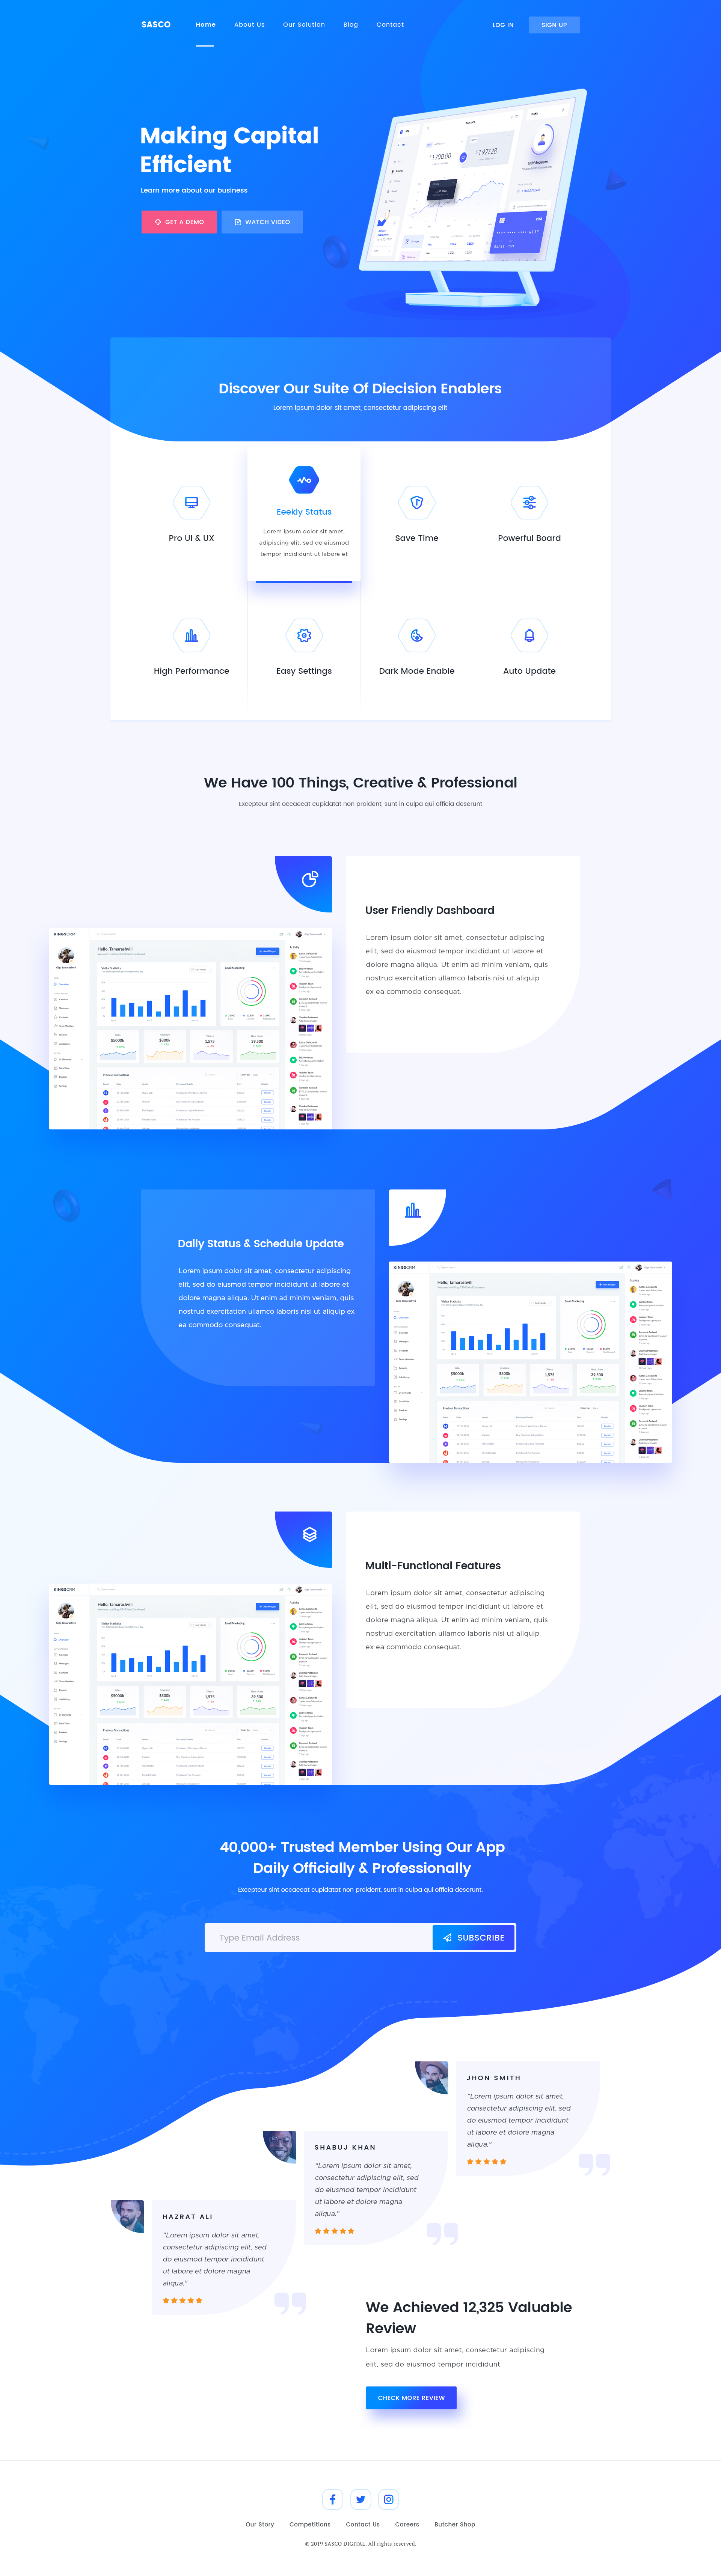 SASCO
Home
About Us
Our Solution
Blog
Contact
LOG IN
SIGN UP
Making Capital
Efficient
Learn more about our business
GET A DEMO
WATCH VIDEO
Discover Our Suite Of Diecision Enablers
Lorem ipsum dolor sit amet, consectetur adipiscing elit
Pro UI & UX
Eeekly Status
Lorem ipsum dolor sit amet,
adipiscing elit, sed do eiusmod
tempor incididunt ut labore et
Save Time
Powerful Board
High Performance
Easy Settings
Dark Mode Enable
Auto Update
We Have 100 Things, Creative & Professional
Excepteur sint occaecat cupidatat non proident, sunt in culpa qui officia deserunt
User Friendly Dashboard
Lorem ipsum dolor sit amet, consectetur adipiscing
elit, sed do eiusmod tempor incididunt ut labore et
dolore magna aliqua. Ut enim ad minim veniam, quis
nostrud exercitation ullamco laboris nisi ut aliquip
ex ea commodo consequat.
KINGSCRM
Hello, Tamarashvili
Daily Status & Schedule Update
Lorem ipsum dolor sit amet, consectetur adipiscing
elit, sed do eiusmod tempor incididunt ut labore et
dolore magna aliqua. Ut enim ad minim veniam, quis
nostrud exercitation ullamco laboris nisi ut aliquip ex
ea commodo consequat.
KINGSCRM
Hello, Tamarashvili
Multi-Functional Features
Lorem ipsum dolor sit amet, consectetur adipiscing
elit, sed do eiusmod tempor incididunt ut labore et
dolore magna aliqua. Ut enim ad minim veniam, quis
nostrud exercitation ullamco laboris nisi ut aliquip
ex ea commodo consequat.
KINGSCRM
Hello, Tamarashvili
40,000+ Trusted Member Using Our App
Daily Officially & Professionally
Excepteur sint occaecat cupidatat non proident, sunt in culpa qui officia deserunt.
Type Email Address
SUBSCRIBE
JHON SMITH
"Lorem ipsum dolor sit amet,
consectetur adipiscing elit, sed
do eiusmod tempor incididunt
ut labore et dolore magna
aliqua."
SHABUJ KHAN
"Lorem ipsum dolor sit amet,
consectetur adipiscing elit, sed
do eiusmod tempor incididunt
ut labore et dolore magna
aliqua."
HAZRAT ALI
"Lorem ipsum dolor sit amet,
consectetur adipiscing elit, sed
do eiusmod tempor incididunt
ut labore et dolore magna
aliqua."
We Achieved 12,325 Valuable
Review
Lorem ipsum dolor sit amet, consectetur adipiscing
elit, sed do eiusmod tempor incididunt
CHECK MORE REVIEW
Our Story
Competitions
Contact Us
Careers
Butcher Shop
© 2019 SASCO DIGITAL. All rights reserved.